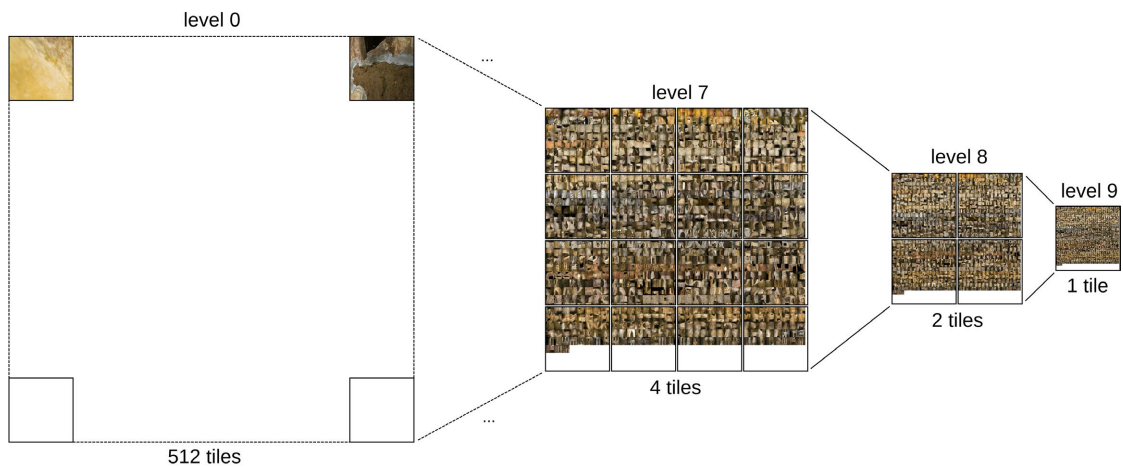 level 0
...
level 7
level 8
level 9
1 tile
2 tiles
4 tiles
...
512 tiles